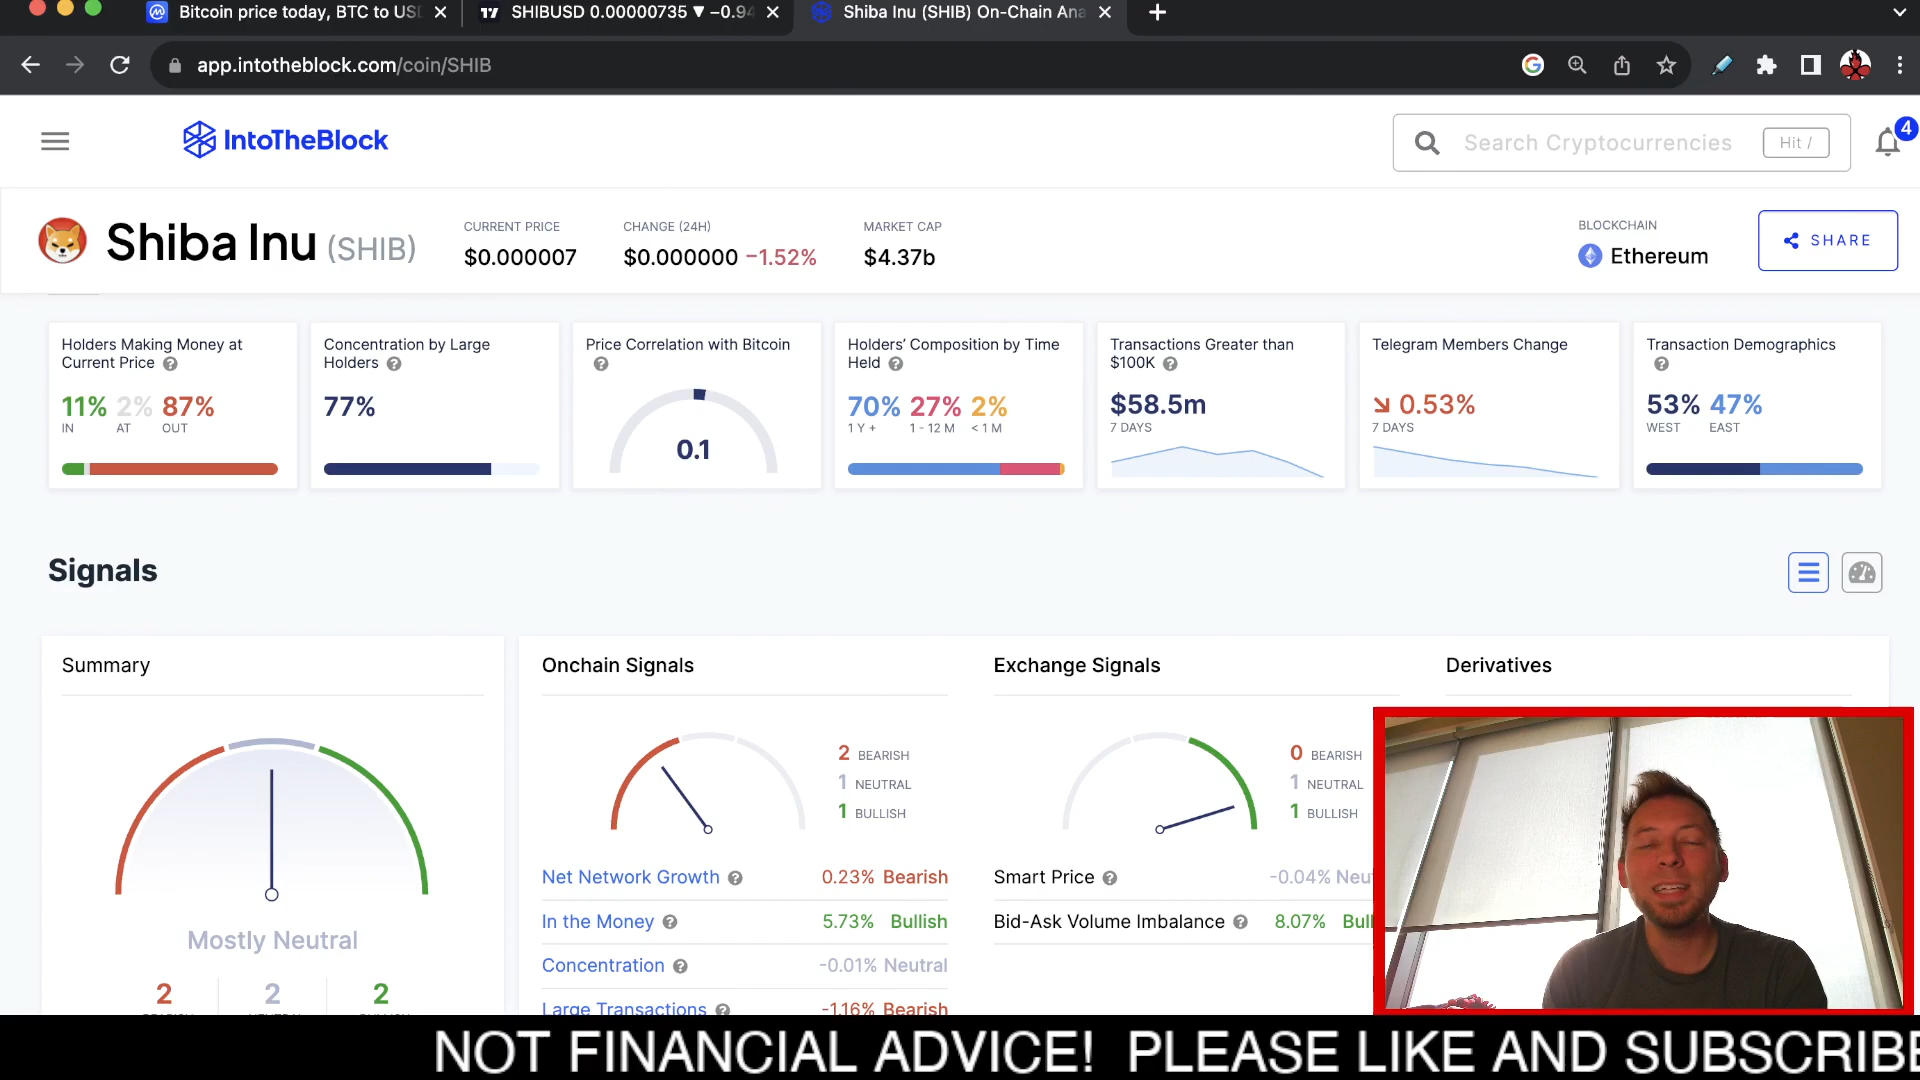 Bitcoin price today, BTC to USD
SHIBUSD 0.00000735 ▼ −0.94
Shiba Inu (SHIB) On-Chain Ana
app.intotheblock.com/coin/SHIB
IntoTheBlock
Search Cryptocurrencies
Hit /
4
Shiba Inu (SHIB)
CURRENT PRICE
$0.000007
CHANGE (24H)
$0.000000 −1.52%
MARKET CAP
$4.37b
BLOCKCHAIN
Ethereum
SHARE
Holders Making Money at
Current Price
11% 2% 87%
IN AT OUT
Concentration by Large
Holders
77%
Price Correlation with Bitcoin
0.1
Holders' Composition by Time
Held
70% 27% 2%
1 Y + 1 - 12 M < 1 M
Transactions Greater than
$100K
$58.5m
7 DAYS
Telegram Members Change
0.53%
7 DAYS
Transaction Demographics
53% 47%
WEST EAST
Signals
Summary
Mostly Neutral
2 2 2
Onchain Signals
2 BEARISH
1 NEUTRAL
1 BULLISH
Net Network Growth 0.23% Bearish
In the Money 5.73% Bullish
Concentration -0.01% Neutral
Large Transactions -1.16% Bearish
Exchange Signals
0 BEARISH
1 NEUTRAL
1 BULLISH
Smart Price -0.04% Neu
Bid-Ask Volume Imbalance 8.07% Bull
Derivatives
NOT FINANCIAL ADVICE! PLEASE LIKE AND SUBSCRIBE